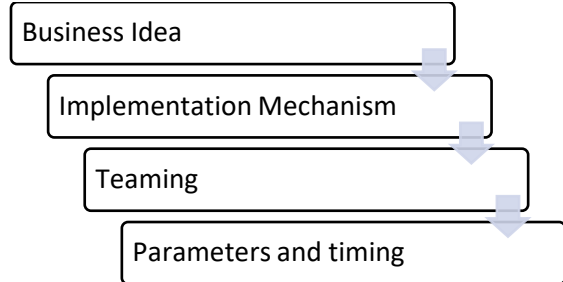 Business Idea
Implementation Mechanism
Teaming
Parameters and timing